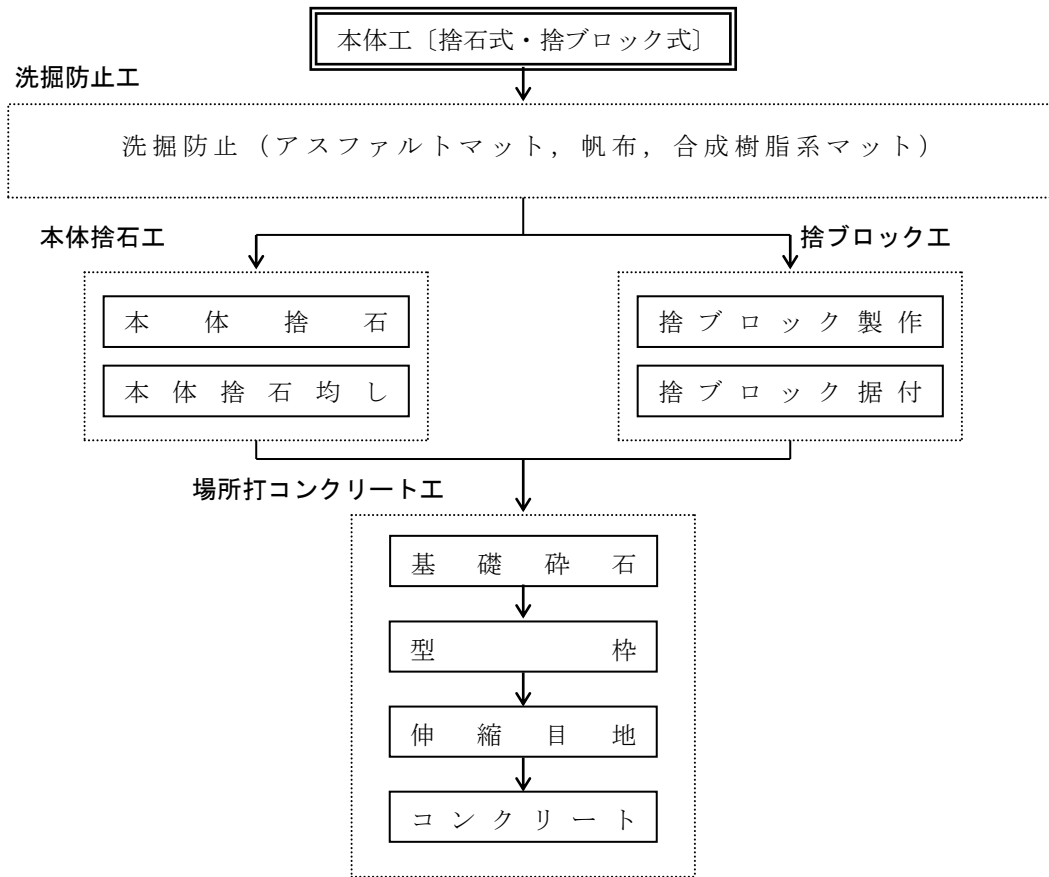 本体工〔捨石式・捨ブロック式〕
洗掘防止工
洗掘防止（アスファルトマット，帆布，合成樹脂系マット）
本体捨石工
本体捨石
本体捨石均し
捨ブロック工
捨ブロック製作
捨ブロック据付
場所打コンクリート工
基礎砕石
型枠
伸縮目地
コンクリート